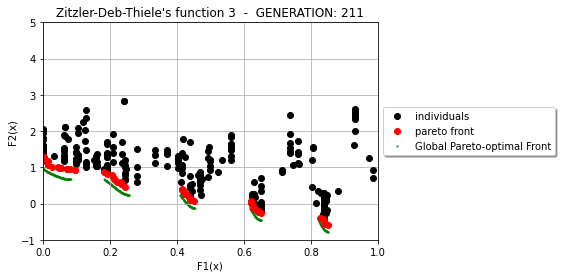 Zitzler-Deb-Thiele's function 3 - GENERATION: 211
5
4
3
2
1
0
−1
F2(x)
0.0 0.2 0.4 0.6 0.8 1.0
F1(x)
individuals
pareto front
Global Pareto-optimal Front